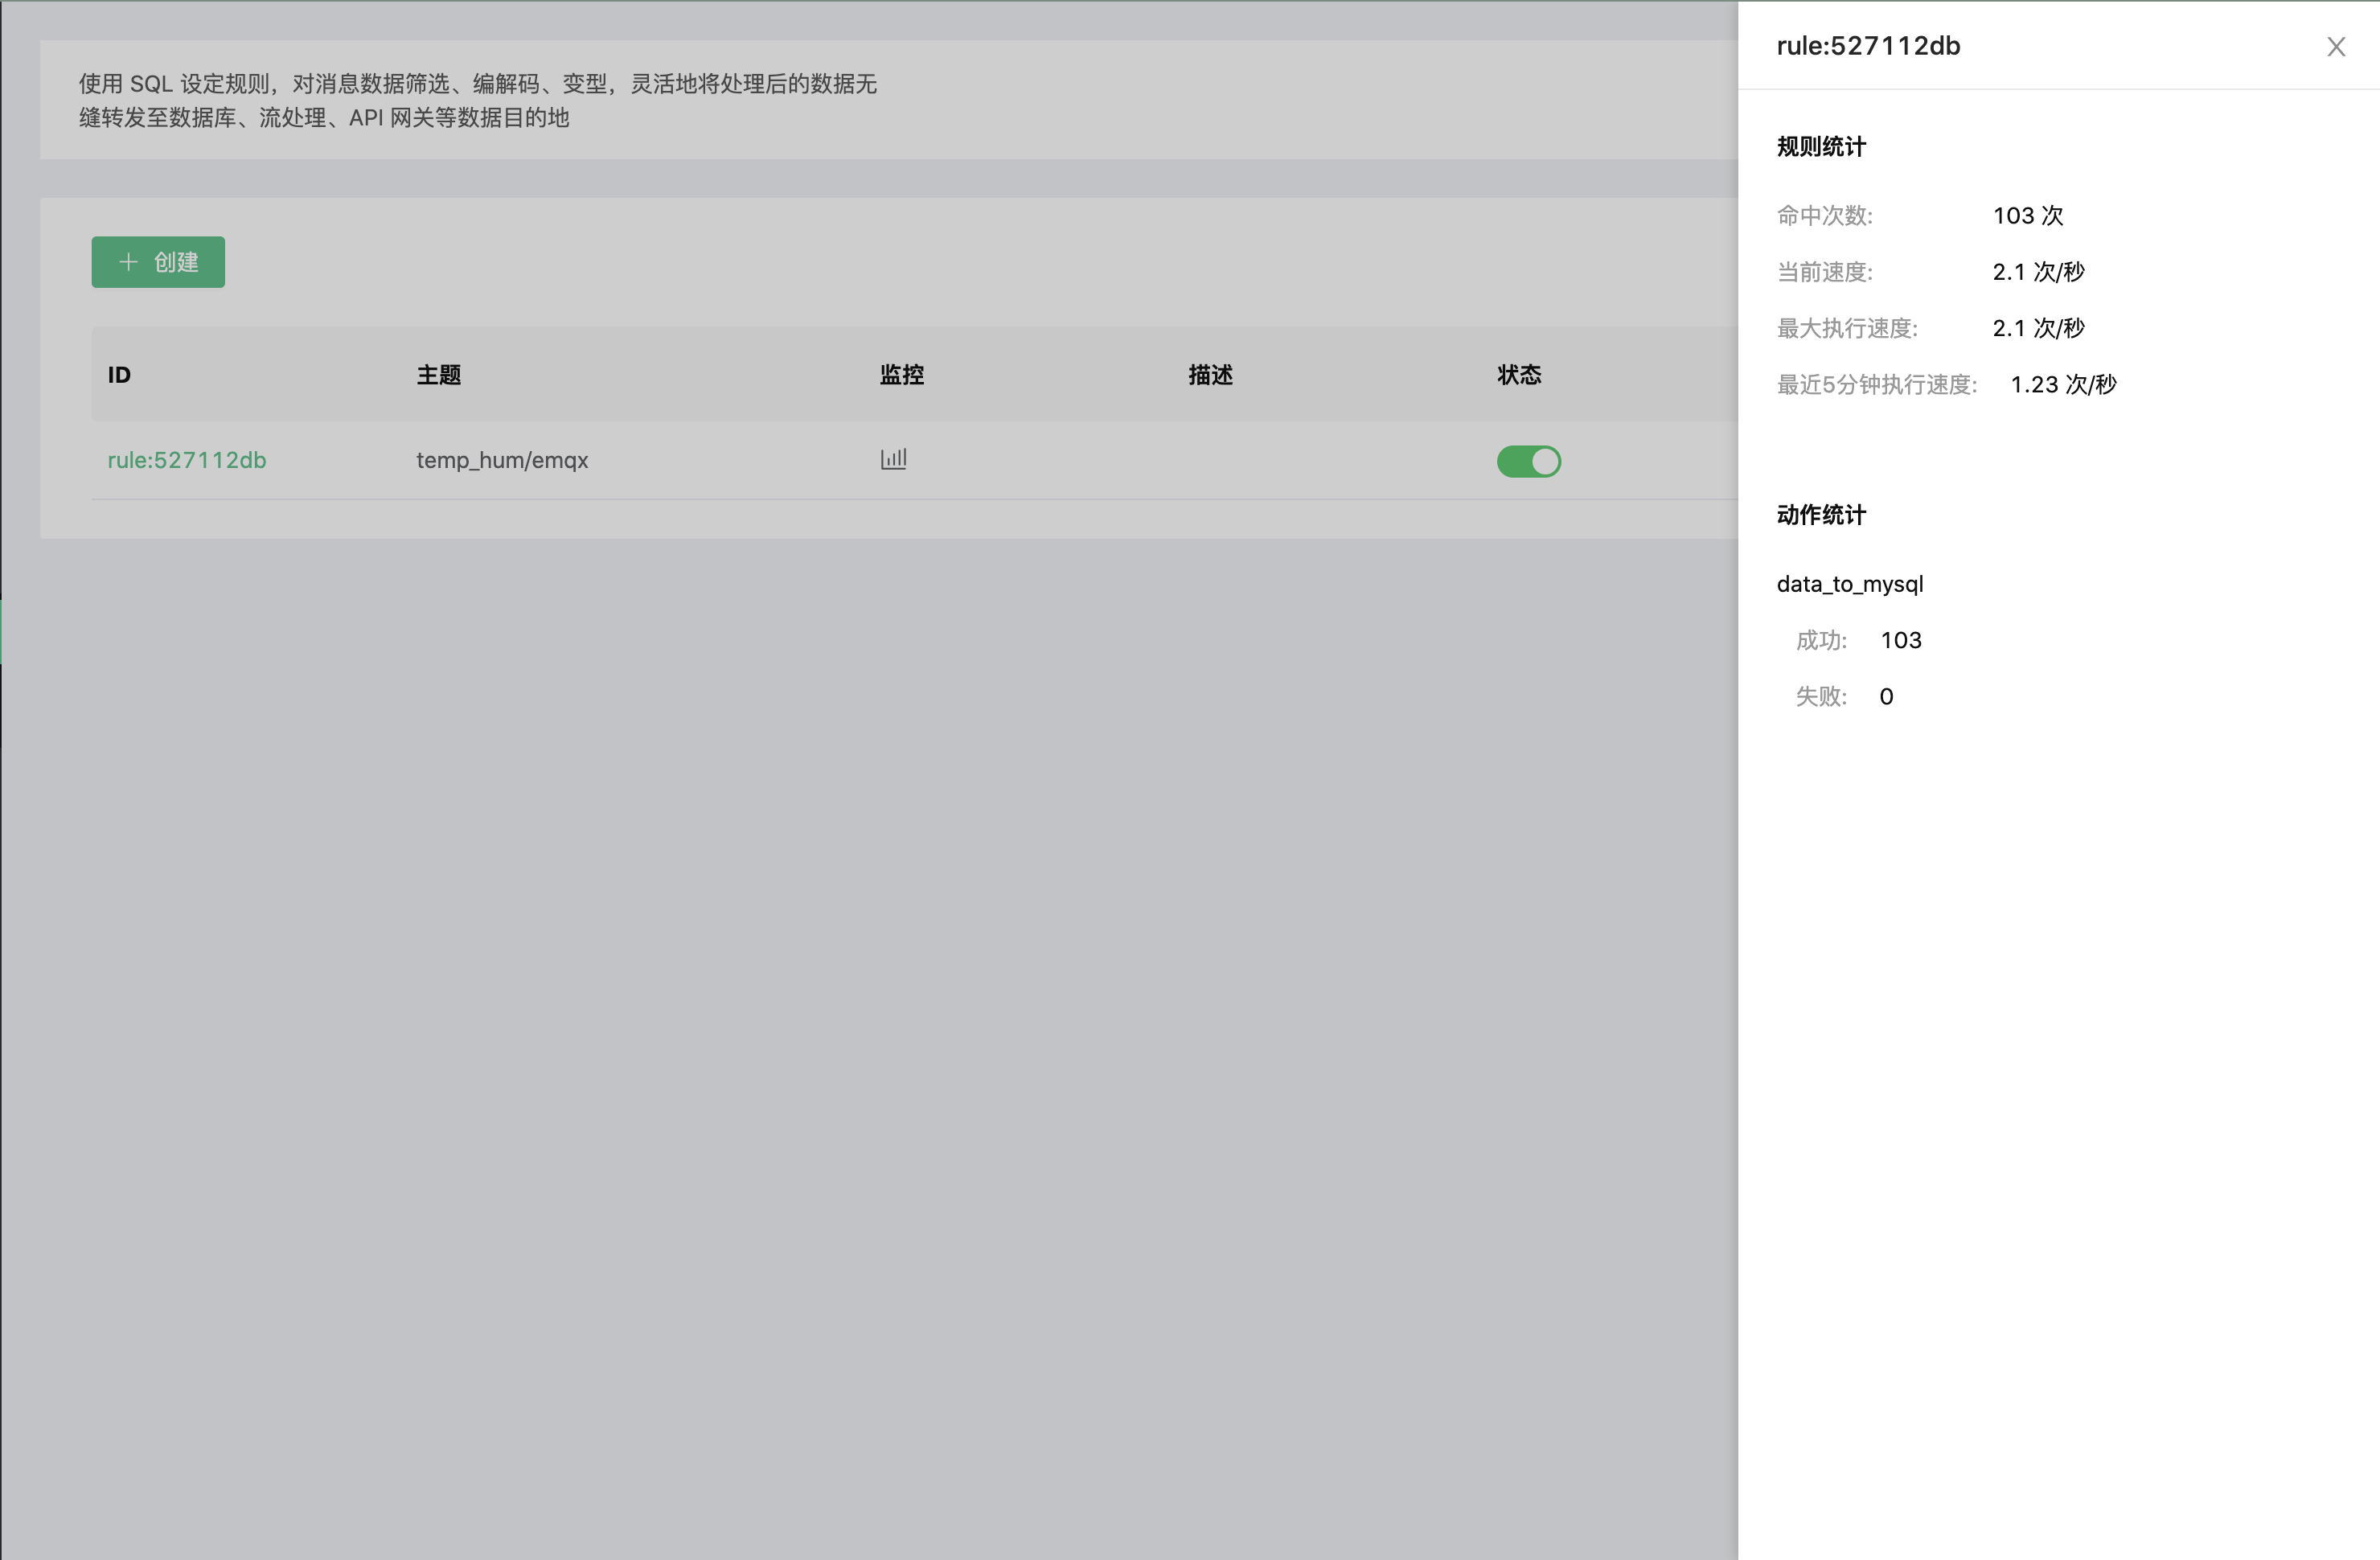 使用 SQL 设定规则，对消息数据筛选、编解码、变型，灵活地将处理后的数据无
缝转发至数据库、流处理、API 网关等数据目的地
创建
ID 主题 监控 描述 状态
rule:527112db temp_hum/emqx
rule:527112db
规则统计
命中次数: 103 次
当前速度: 2.1 次/秒
最大执行速度: 2.1 次/秒
最近5分钟执行速度: 1.23 次/秒
动作统计
data_to_mysql
成功: 103
失败: 0